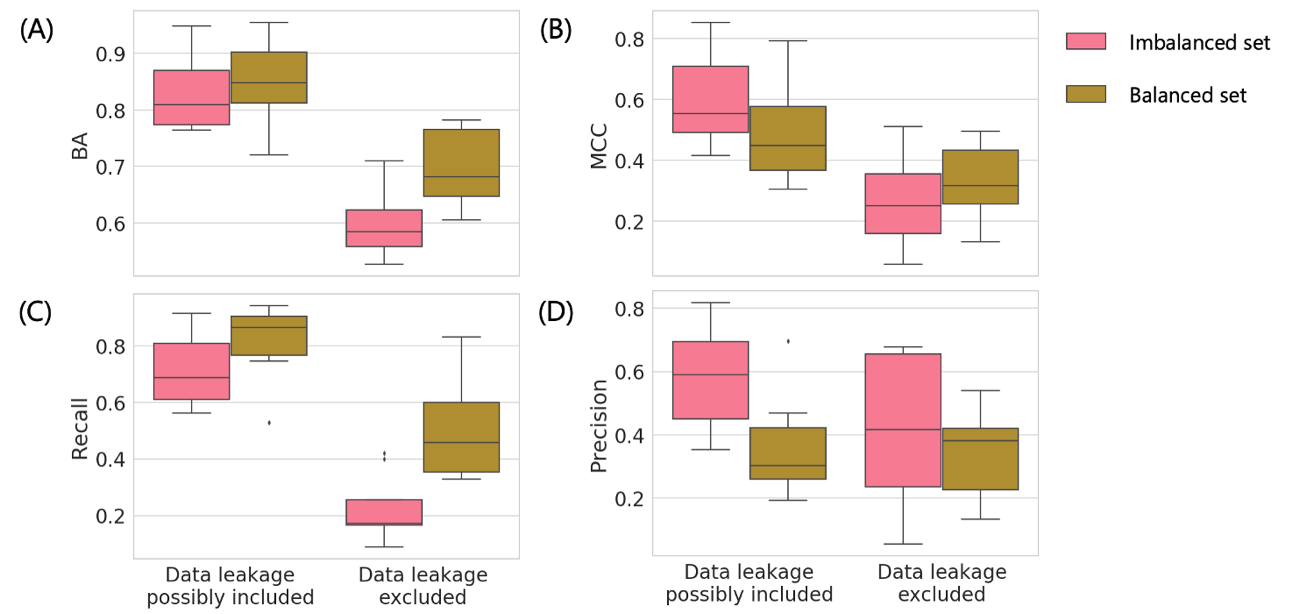 (A)
BA
0.9
0.8
0.7
0.6
(B)
MCC
0.8
0.6
0.4
0.2
Imbalanced set
Balanced set
(C)
Recall
0.8
0.6
0.4
0.2
Data leakage
possibly included
Data leakage
excluded
(D)
Precision
0.8
0.6
0.4
0.2
Data leakage
possibly included
Data leakage
excluded